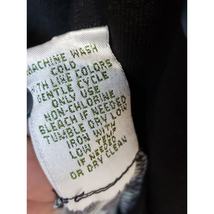 MACHINE WASH
COLD
WITH LIKE COLORS
GENTLE CYCLE
ONLY USE
NON-CHLORINE
BLEACH IF NEEDED
TUMBLE DRY LOW
IRON WITH
LOW TEMP
IF NEEDED
OR DRY CLEAN